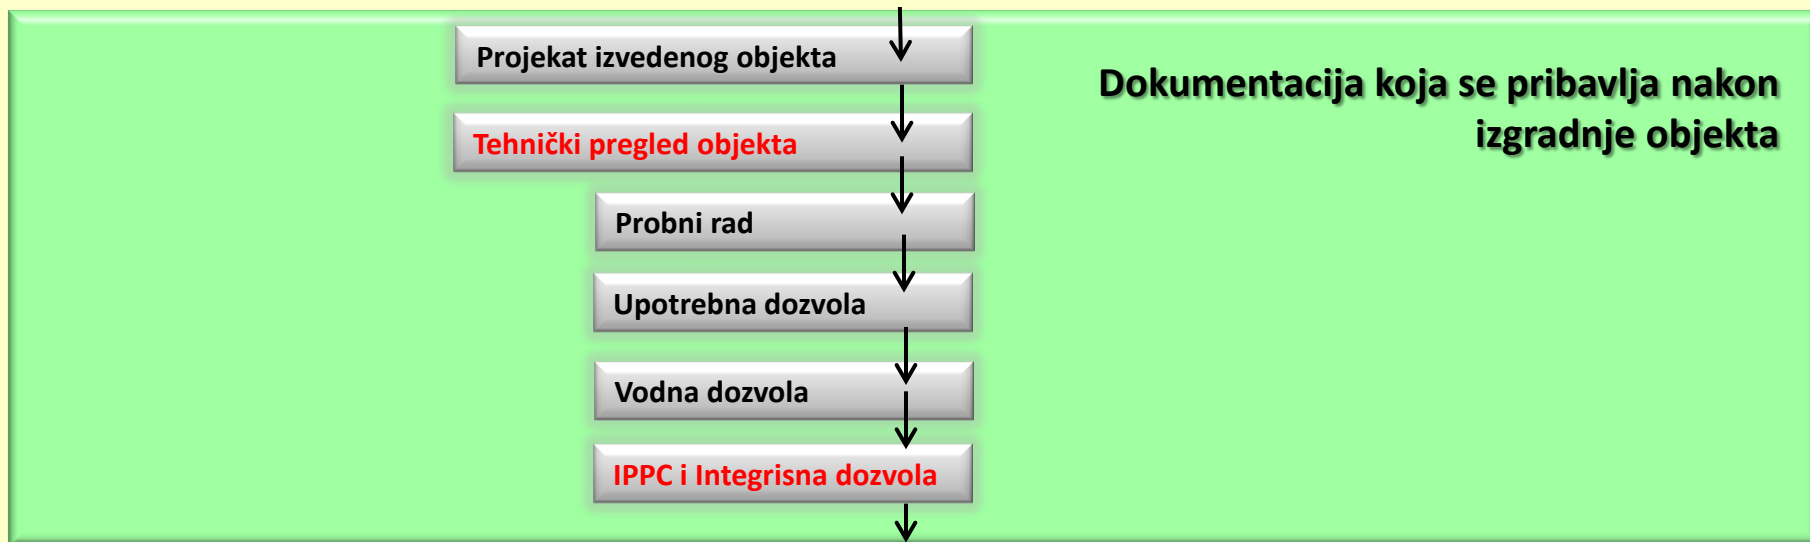 Projekat izvedenog objekta
Dokumentacija koja se pribavlja nakon
izgradnje objekta
Tehnički pregled objekta
Probni rad
Upotrebna dozvola
Vodna dozvola
IPPC i Integrisna dozvola